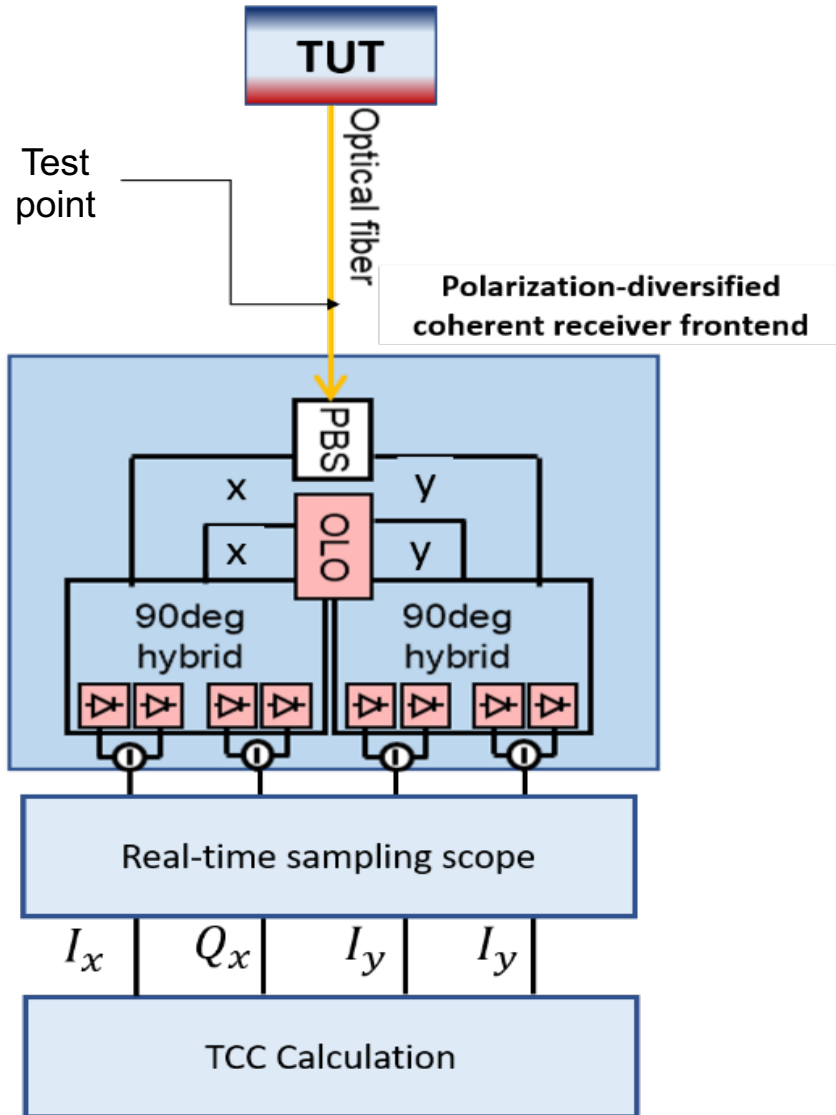 TUT
Optical fiber
Test
point
Polarization-diversified
coherent receiver frontend
PBS
x
y
OLO
x
y
90deg
hybrid
90deg
hybrid
Real-time sampling scope
I_x
Q_x
I_y
I_y
TCC Calculation